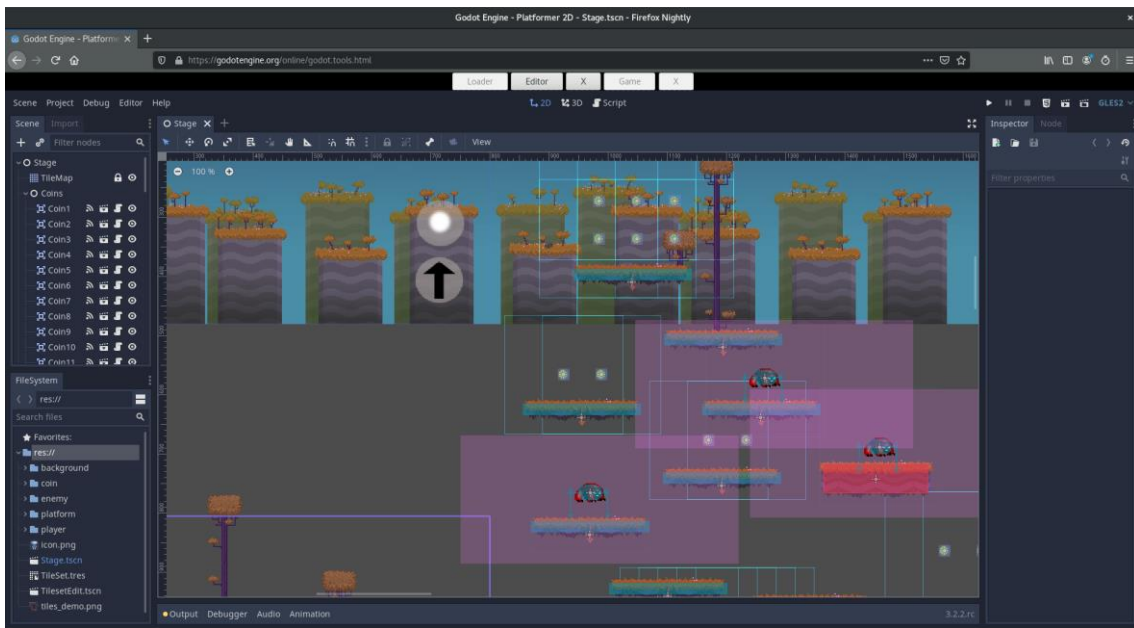 Godot Engine - Platformer 2D - Stage.tscn - Firefox Nightly
Godot Engine - Platforme
https://godotengine.org/online/godot.tools.html
Loader Editor X Game X
Scene Project Debug Editor Help
2D 3D Script
GLES2
Scene Import
Stage
Inspector Node
Filter nodes
View
Stage
100 %
Filter properties
TileMap
Coins
Coin1
Coin2
Coin3
Coin4
Coin5
Coin6
Coin7
Coin8
Coin9
Coin10
Coin11
FileSystem
res://
Search files
Favorites:
res://
background
coin
enemy
platform
player
icon.png
Stage.tscn
TileSet.tres
TilesetEdit.tscn
tiles_demo.png
Output Debugger Audio Animation
3.2.2.rc